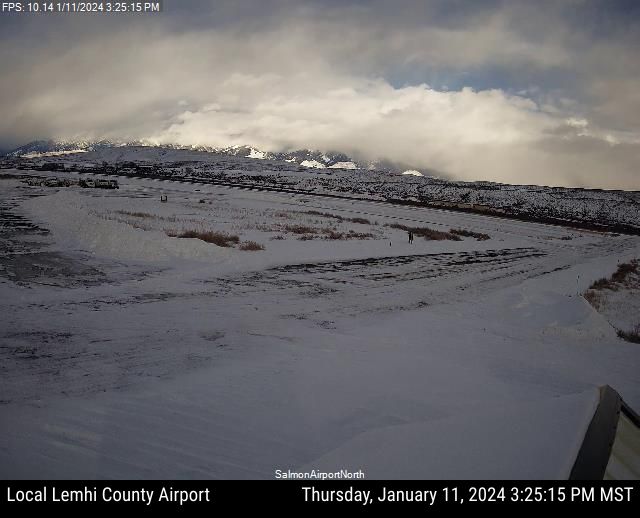 FPS: 10.14 1/11/2024 3:25:15 PM
SalmonAirportNorth
Local Lemhi County Airport Thursday, January 11, 2024 3:25:15 PM MST